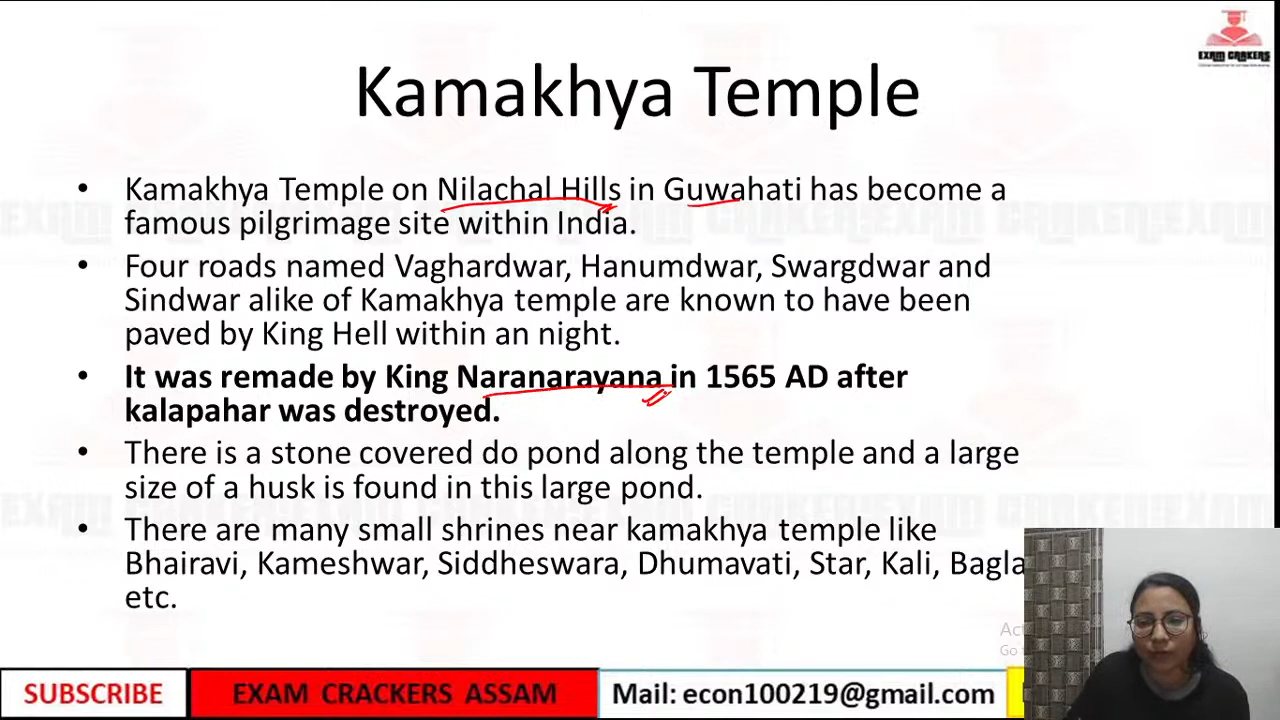 EXAM CRAKERS
Kamakhya Temple
• Kamakhya Temple on Nilachal Hills in Guwahati has become a
famous pilgrimage site within India.
• Four roads named Vaghardwar, Hanumdwar, Swargdwar and
Sindwar alike of Kamakhya temple are known to have been
paved by King Hell within an night.
• It was remade by King Naranarayana in 1565 AD after
kalapahar was destroyed.
• There is a stone covered do pond along the temple and a large
size of a husk is found in this large pond.
• There are many small shrines near kamakhya temple like
Bhairavi, Kameshwar, Siddheswara, Dhumavati, Star, Kali, Bagla
etc.
SUBSCRIBE
EXAM CRACKERS ASSAM
Mail: econ100219@gmail.com